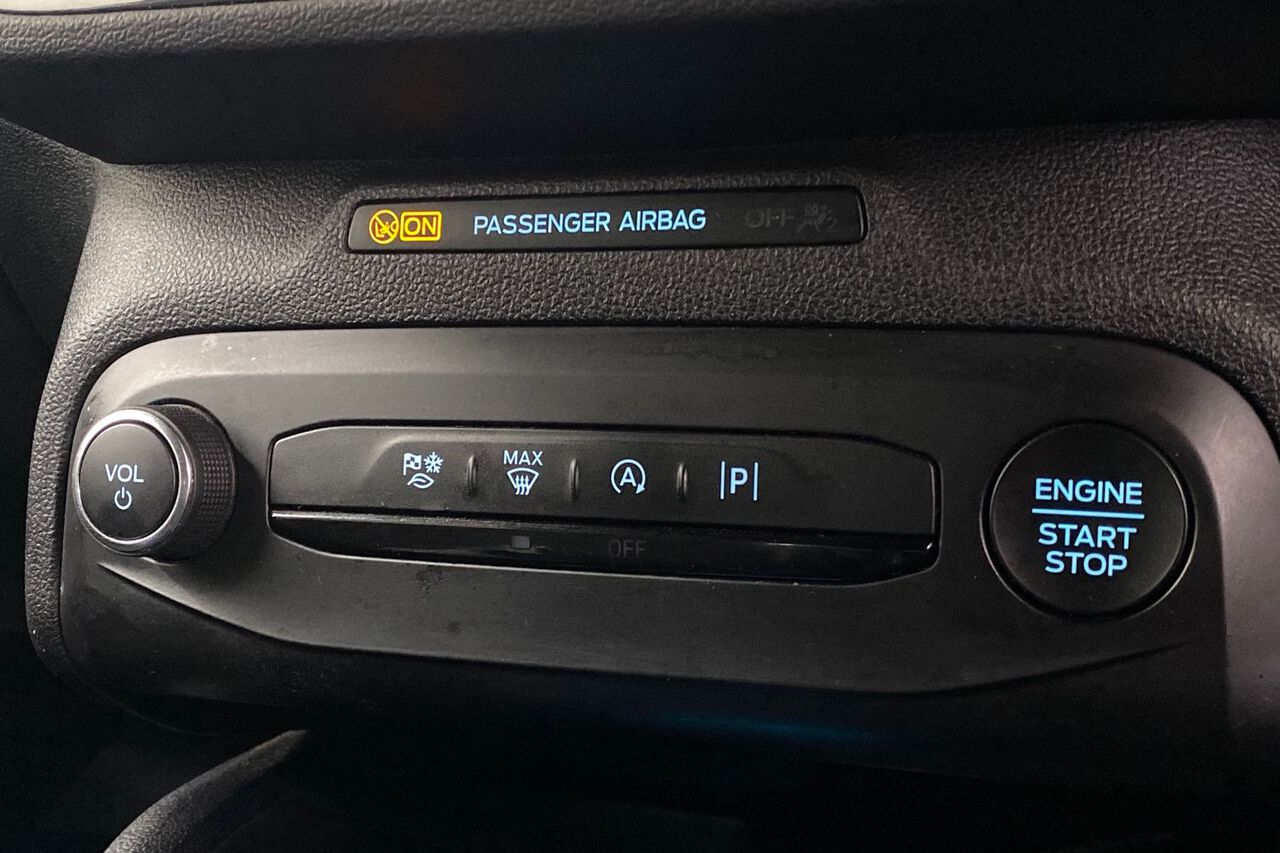 ON PASSENGER AIRBAG OFF
VOL
MAX
A
P
OFF
ENGINE
START
STOP